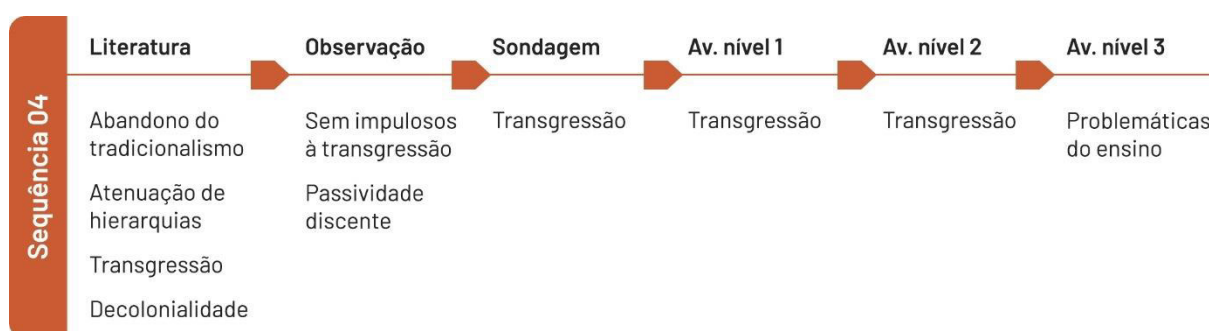 Sequência 04
Literatura
Abandono do
tradicionalismo
Atenuação de
hierarquias
Transgressão
Decolonialidade
Observação
Sem impulosos
à transgressão
Passividade
discente
Sondagem
Transgressão
Av. nível 1
Transgressão
Av. nível 2
Transgressão
Av. nível 3
Problemáticas
do ensino